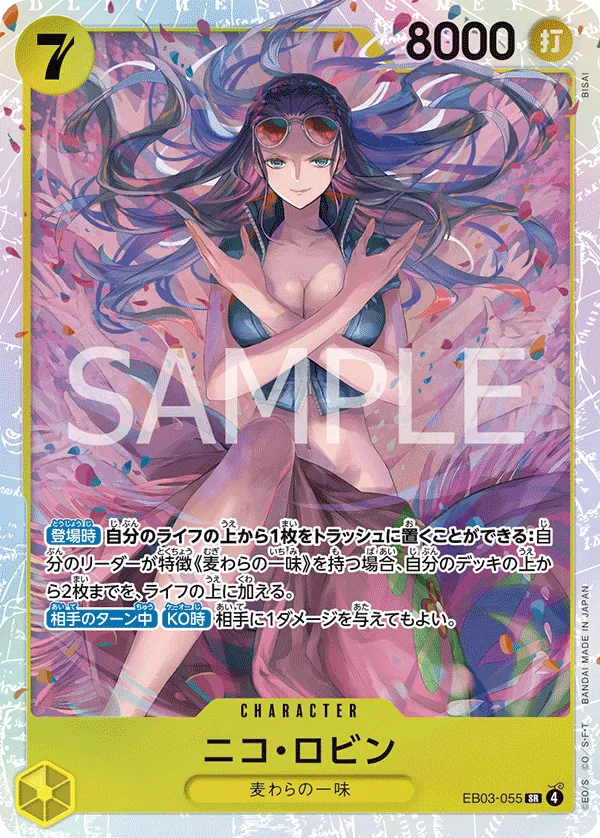 7
8000
打
BISAI
SAMPLE
登場時 自分のライフの上から1枚をトラッシュに置くことができる:自
分のリーダーが特徴《麦わらの一味》を持つ場合、自分のデッキの上か
ら2枚までを、ライフの上に加える。
相手のターン中 KO時 相手に1ダメージを与えてもよい。
CHARACTER
ニコ・ロビン
麦わらの一味
EB03-055 SR 4
©E.O/S ©O/S・F・T BANDAI MADE IN JAPAN